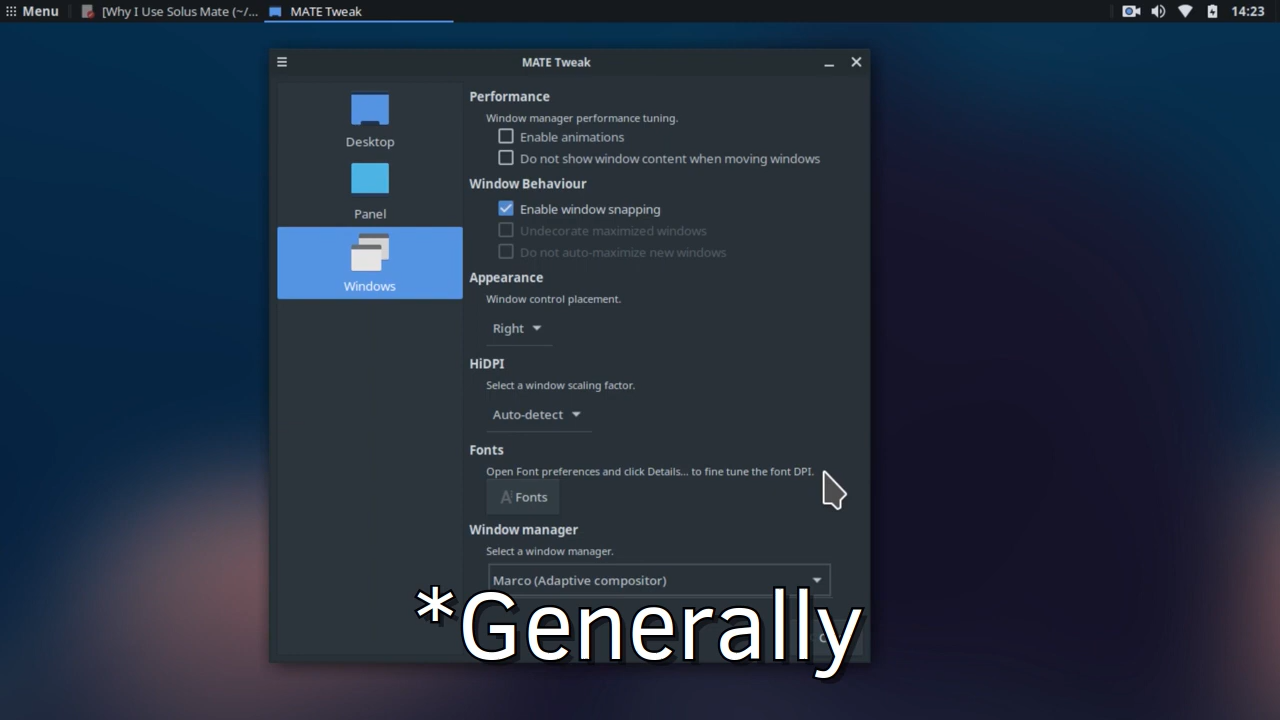 Menu
[Why I Use Solus Mate (~/...
MATE Tweak
14:23
MATE Tweak
Desktop
Panel
Windows
Performance
Window manager performance tuning.
Enable animations
Do not show window content when moving windows
Window Behaviour
Enable window snapping
Undecorate maximized windows
Do not auto-maximize new windows
Appearance
Window control placement.
Right
HiDPI
Select a window scaling factor.
Auto-detect
Fonts
Open Font preferences and click Details... to fine tune the font DPI.
Fonts
Window manager
Select a window manager.
Marco (Adaptive compositor)
*Generally